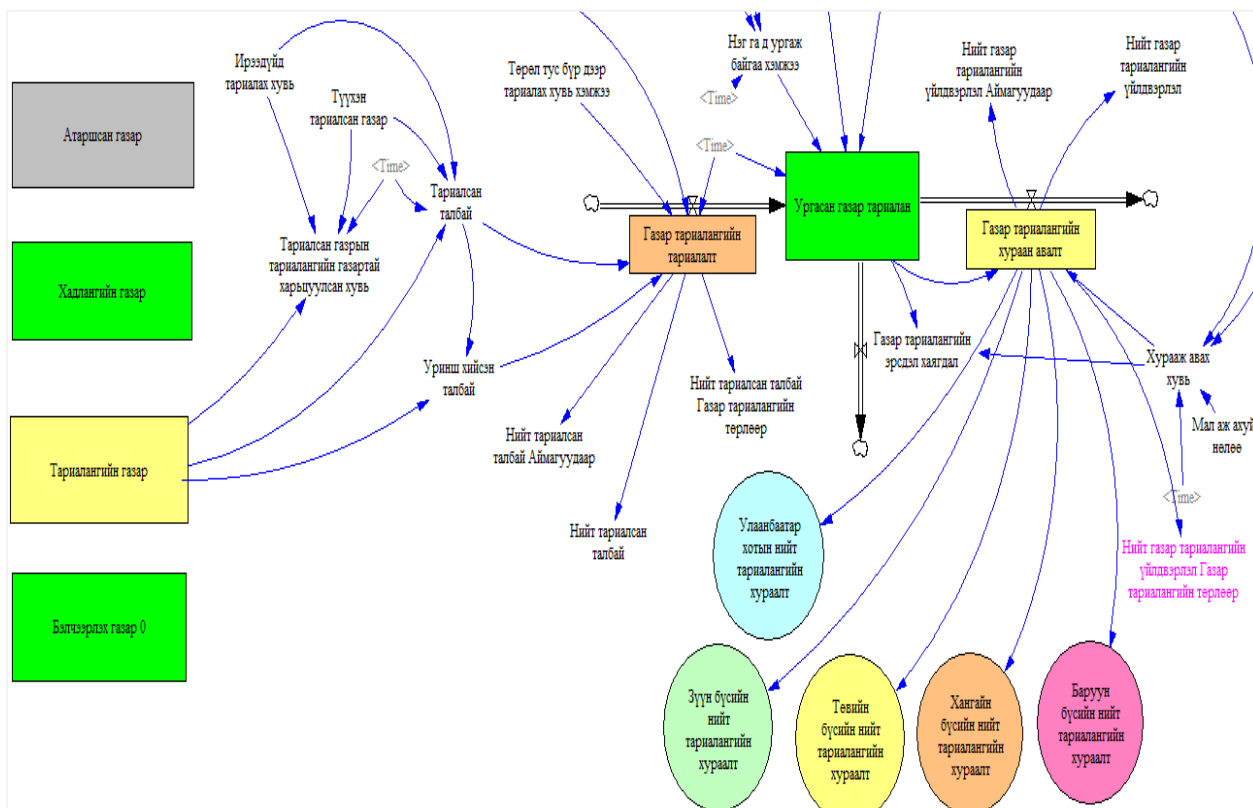 Ирээдүйд
тариалах хувь
Түүхэн
тариалсан газар
<Time>
Тариалсан
талбай
Тариалсан газрын
тариалангийн газартай
харьцуулсан хувь
Атаршсан газар
Хадлангийн газар
Тариалангийн газар
Бэлчээрлэх газар 0
Уринш хийсэн
талбай
Төрөл тус бүр дээр
тариалах хувь хэмжээ
Нэг га д ургаж
байгаа хэмжээ
<Time>
<Time>
Газар тариалангийн
тариалалт
Ургасан газар тариалан
Нийт газар
тариалангийн
үйлдвэрлэл Аймагуудаар
Нийт газар
тариалангийн
үйлдвэрлэл
Газар тариалангийн
хураан авалт
Газар тариалангийн
эрсдэл хаягдал
Хурааж авах
хувь
Мал аж ахуй
нөлөө
<Time>
Нийт тариалсан талбай
Газар тариалангийн
төрлөөр
Нийт тариалсан
талбай Аймагуудаар
Нийт тариалсан
талбай
Нийт газар тариалангийн
үйлдвэрлэл Газар
тариалангийн төрлөөр
Улаанбаатар
хотын нийт
тариалангийн
хураалт
Зүүн бүсийн
нийт
тариалангийн
хураалт
Төвийн
бүсийн нийт
тариалангийн
хураалт
Хангайн
бүсийн нийт
тариалангийн
хураалт
Баруун
бүсийн нийт
тариалангийн
хураалт